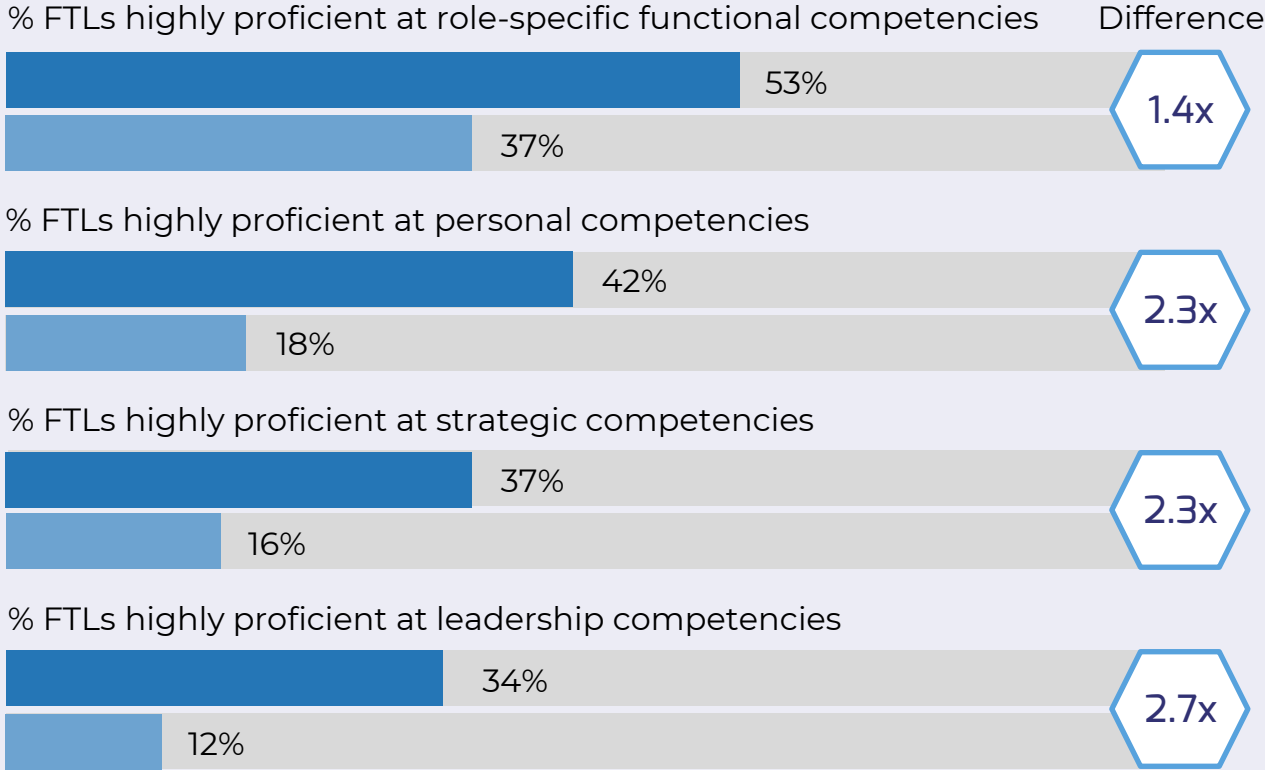 % FTLs highly proficient at role-specific functional competencies Difference
53%
1.4x
37%
% FTLs highly proficient at personal competencies
42%
2.3x
18%
% FTLs highly proficient at strategic competencies
37%
2.3x
16%
% FTLs highly proficient at leadership competencies
34%
2.7x
12%